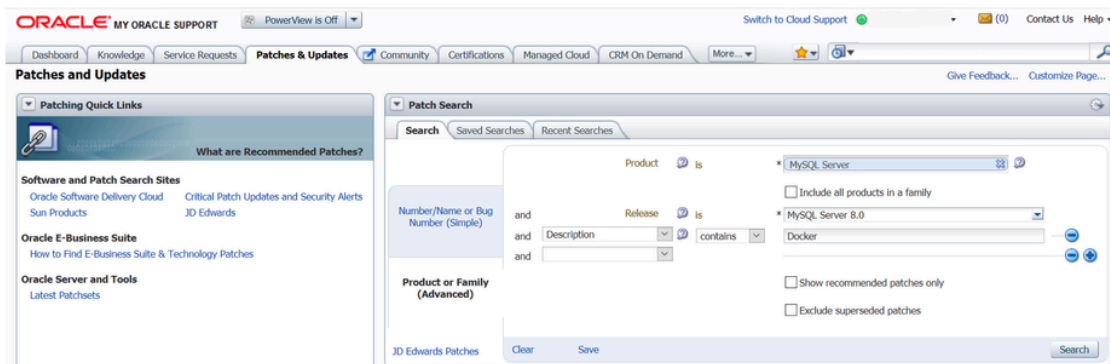 ORACLE® MY ORACLE SUPPORT PowerView is Off Switch to Cloud Support (0) Contact Us Help
Dashboard Knowledge Service Requests Patches & Updates Community Certifications Managed Cloud CRM On Demand More...
Patches and Updates Give Feedback... Customize Page...
Patching Quick Links
What are Recommended Patches?
Software and Patch Search Sites
Oracle Software Delivery Cloud Critical Patch Updates and Security Alerts
Sun Products JD Edwards
Oracle E-Business Suite
How to Find E-Business Suite & Technology Patches
Oracle Server and Tools
Latest Patchsets
Patch Search
Search Saved Searches Recent Searches
Number/Name or Bug
Number (Simple)
Product or Family
(Advanced)
JD Edwards Patches
Product ? is * MySQL Server ?
Include all products in a family
and Release ? is * MySQL Server 8.0
and Description ? contains Docker
and
Show recommended patches only
Exclude superseded patches
Clear Save Search